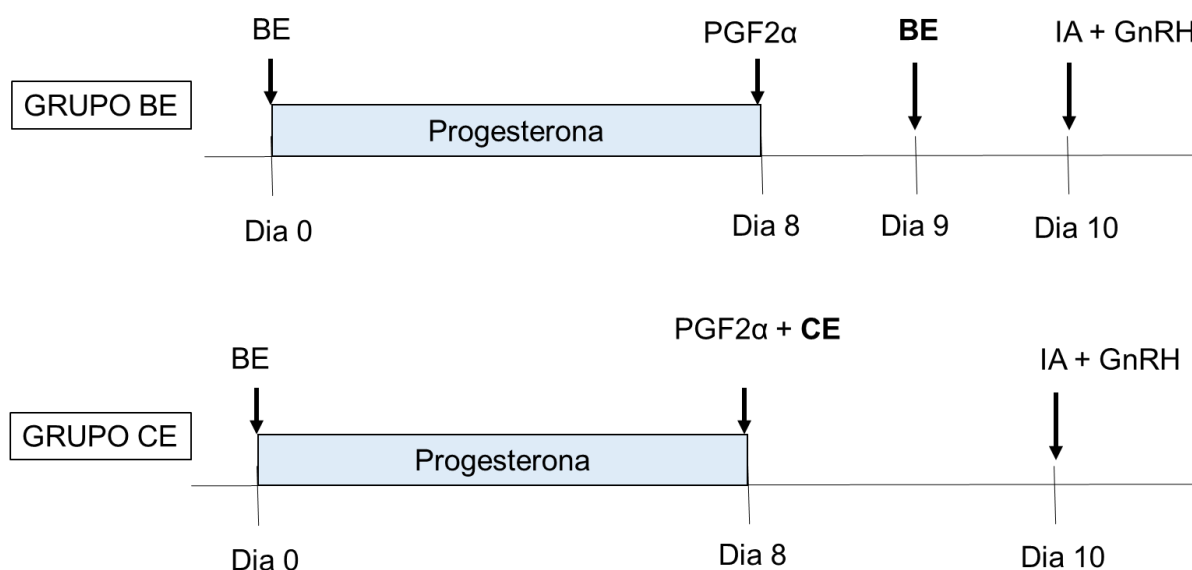 BE
PGF2α
BE
IA + GnRH
GRUPO BE
Progesterona
Dia 0
Dia 8
Dia 9
Dia 10
PGF2α + CE
BE
IA + GnRH
GRUPO CE
Progesterona
Dia 0
Dia 8
Dia 10